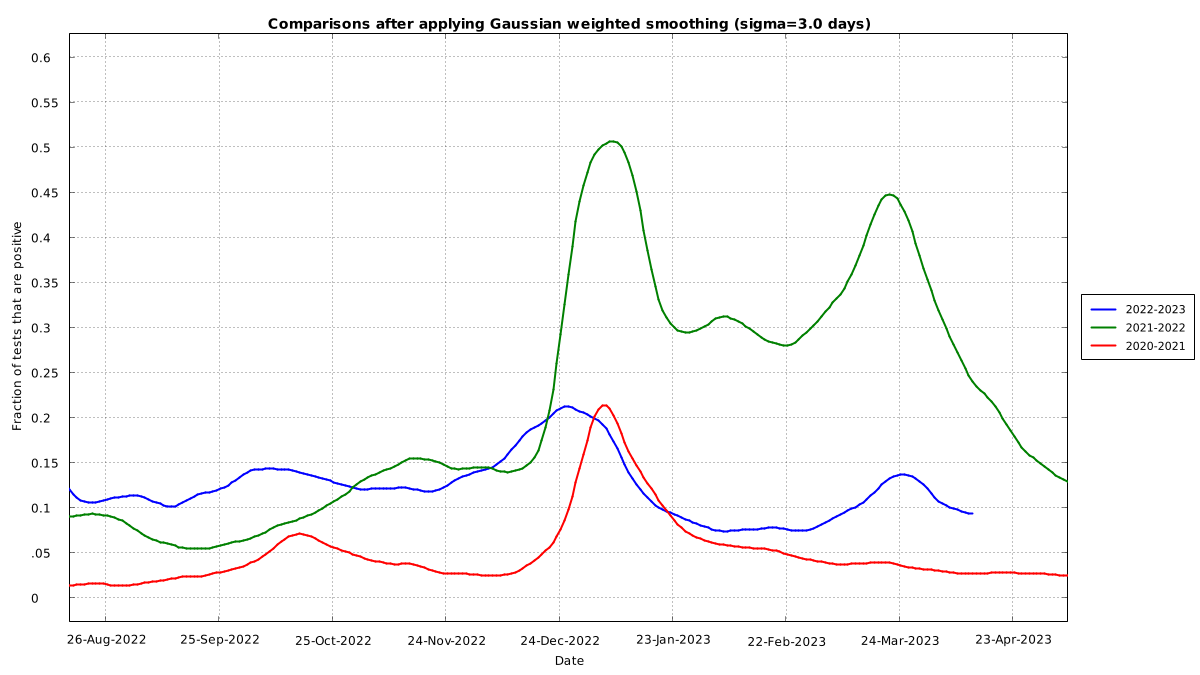 Comparisons after applying Gaussian weighted smoothing (sigma=3.0 days)
0.6
0.55
0.5
0.45
0.4
0.35
0.3
0.25
0.2
0.15
0.1
.05
0
Fraction of tests that are positive
26-Aug-2022
25-Sep-2022
25-Oct-2022
24-Nov-2022
24-Dec-2022
23-Jan-2023
22-Feb-2023
24-Mar-2023
23-Apr-2023
Date
2022-2023
2021-2022
2020-2021